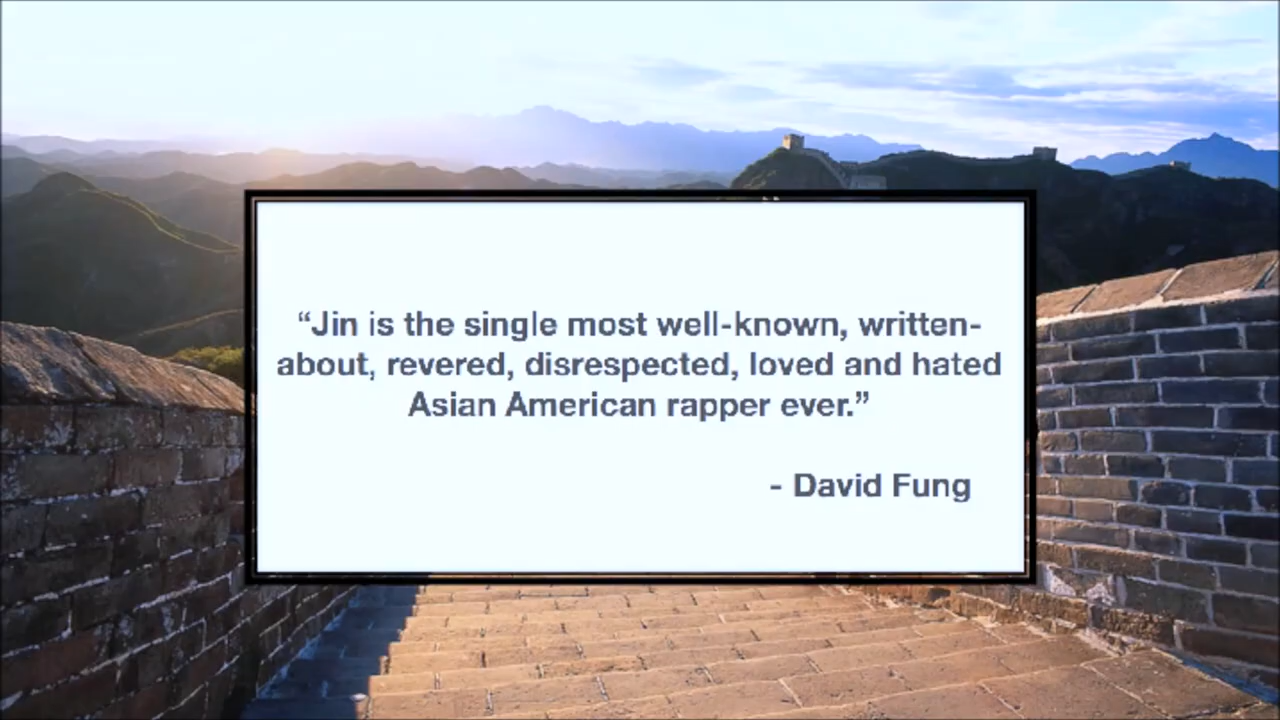 “Jin is the single most well-known, written-
about, revered, disrespected, loved and hated
Asian American rapper ever.”
- David Fung